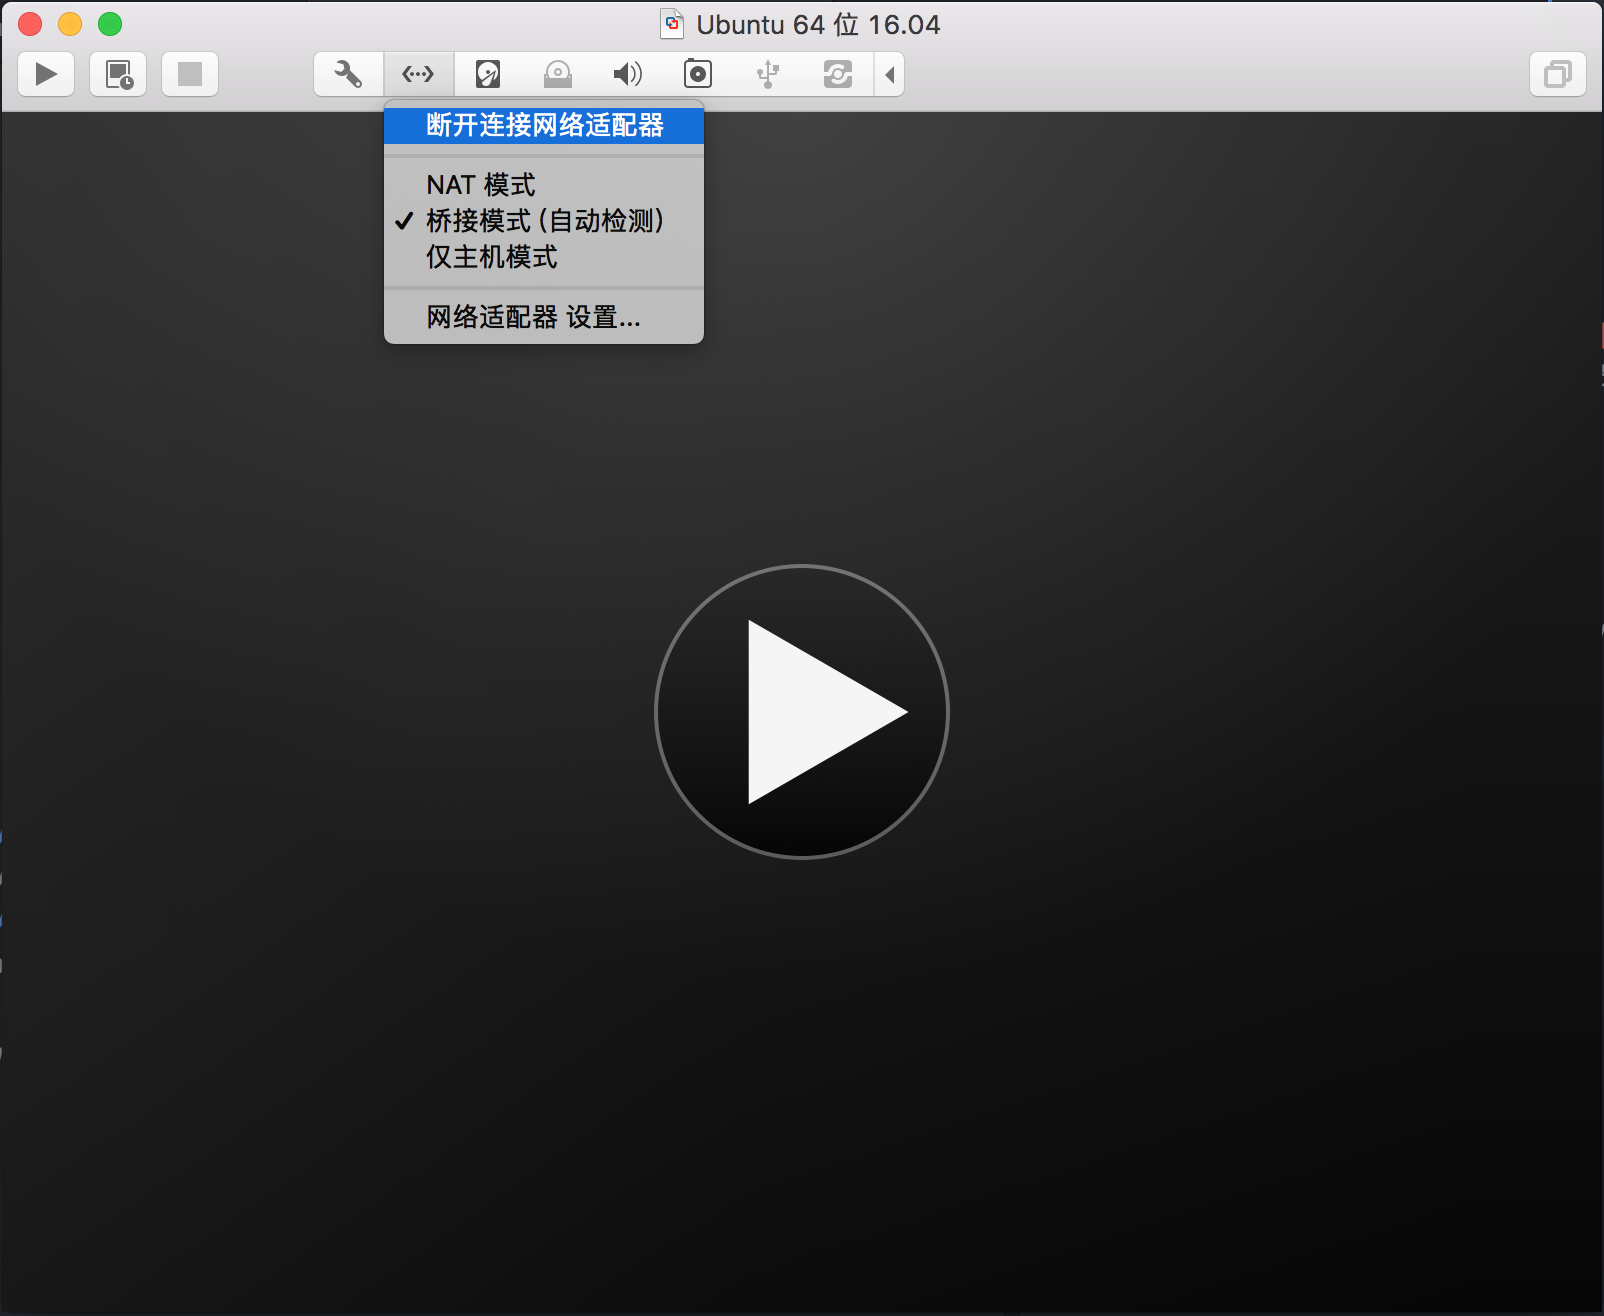 Ubuntu 64 位 16.04
断开连接网络适配器
NAT 模式
桥接模式 (自动检测)
仅主机模式
网络适配器 设置...